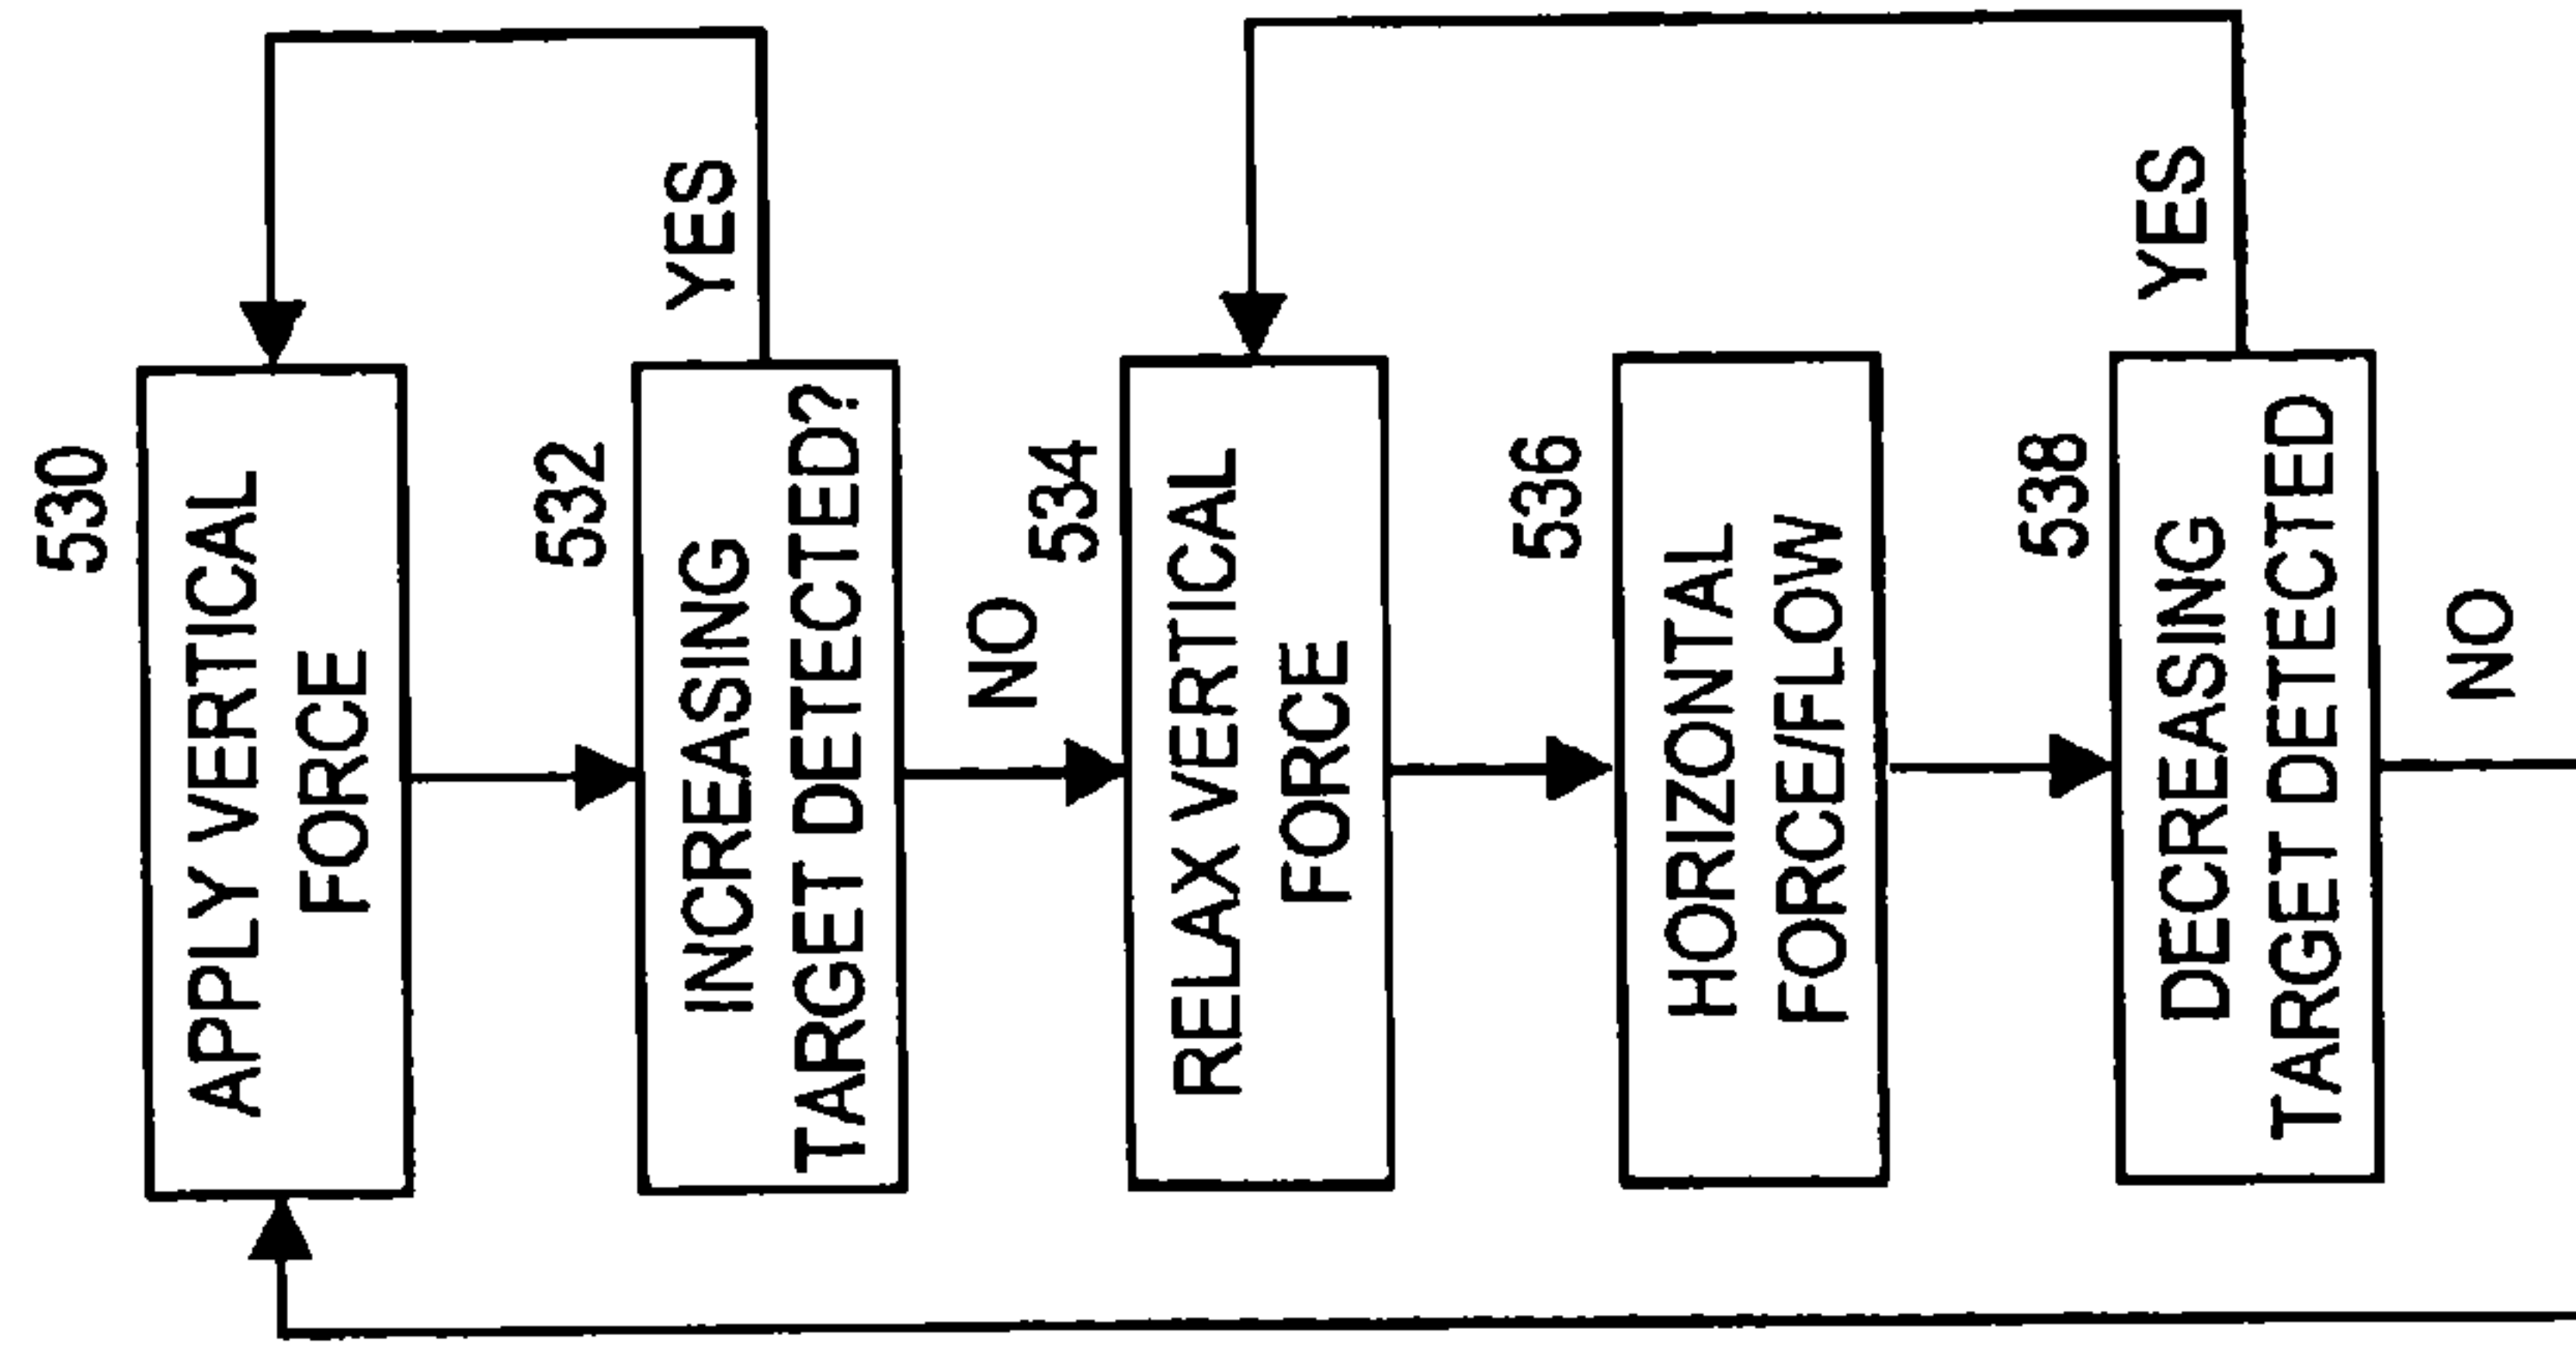 530
APPLY VERTICAL
FORCE
YES
532
INCREASING
TARGET DETECTED?
NO
534
RELAX VERTICAL
FORCE
536
HORIZONTAL
FORCE/FLOW
538
DECREASING
TARGET DETECTED
YES
NO